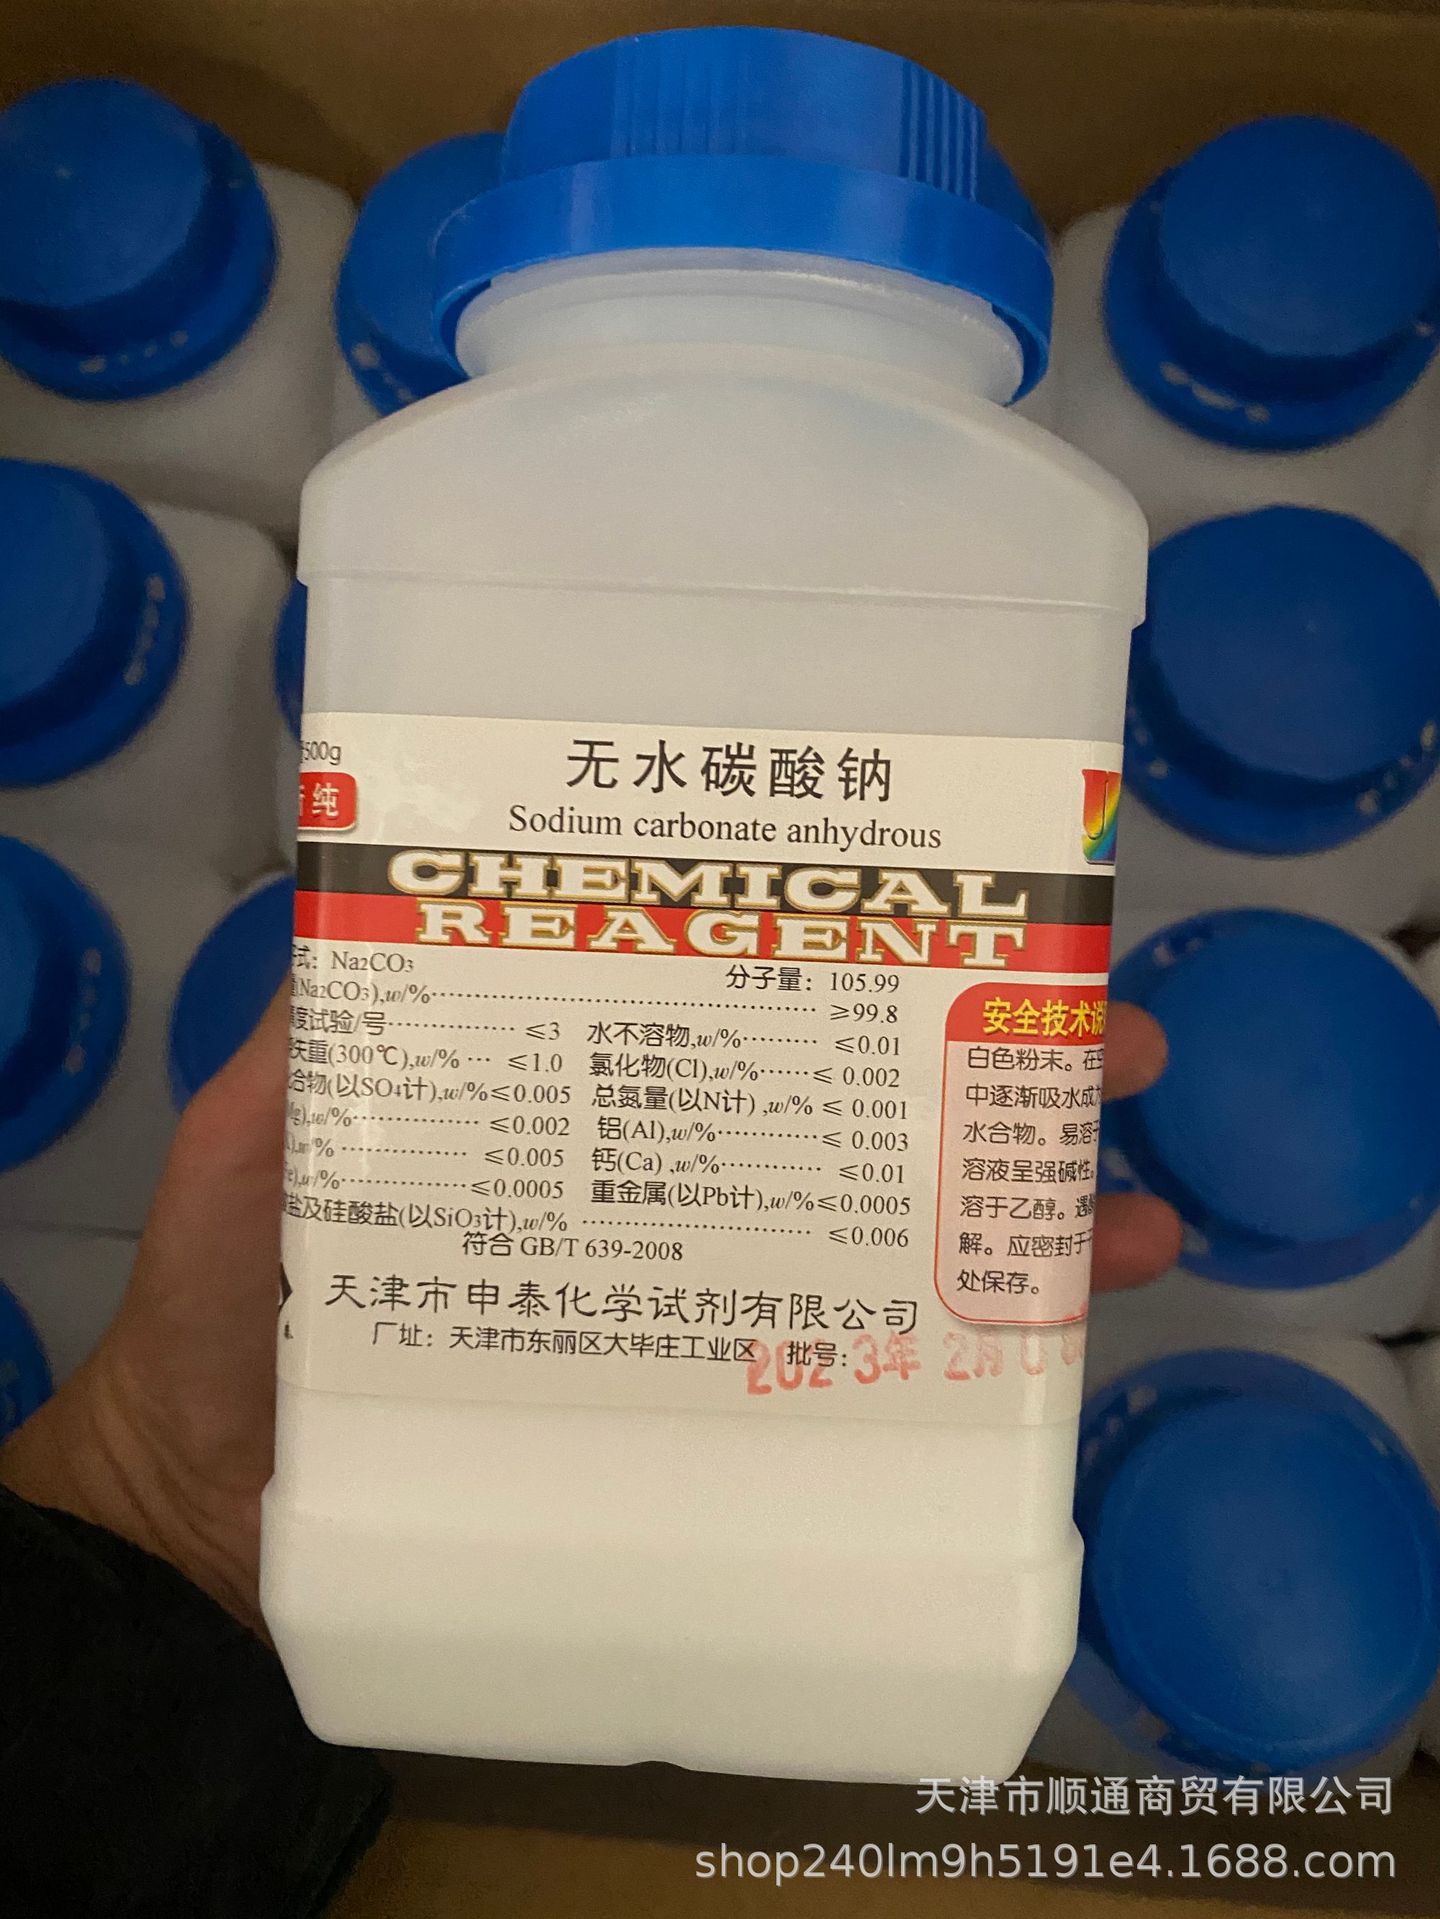 500g
纯
无水碳酸钠
Sodium carbonate anhydrous
CHEMICAL
REAGENT
式：Na2CO3 分子量：105.99
(Na2CO3),w/%·············· ≥99.8
度试验/号·············· ≤3 水不溶物,w/%········· ≤0.01
失重(300℃),w/% ··· ≤1.0 氯化物(Cl),w/%······≤ 0.002
合物(以SO4计),w/%≤0.005 总氮量(以N计) ,w/% ≤ 0.001
,w/%·············· ≤0.002 铝(Al),w/%···········≤ 0.003
,w/% ·············· ≤0.005 钙(Ca) ,w/%··········· ≤0.01
,w/%··············≤0.0005 重金属(以Pb计),w/%≤0.0005
盐及硅酸盐(以SiO3计),w/% ·············· ≤0.006
符合 GB/T 639-2008
天津市申泰化学试剂有限公司
厂址：天津市东丽区大毕庄工业区 批号：
2023年 2月 0
安全技术说
白色粉末。在空
中逐渐吸水成
水合物。易溶于
溶液呈强碱性
溶于乙醇。遇
解。应密封于干
处保存。
天津市顺通商贸有限公司
shop240lm9h5191e4.1688.com